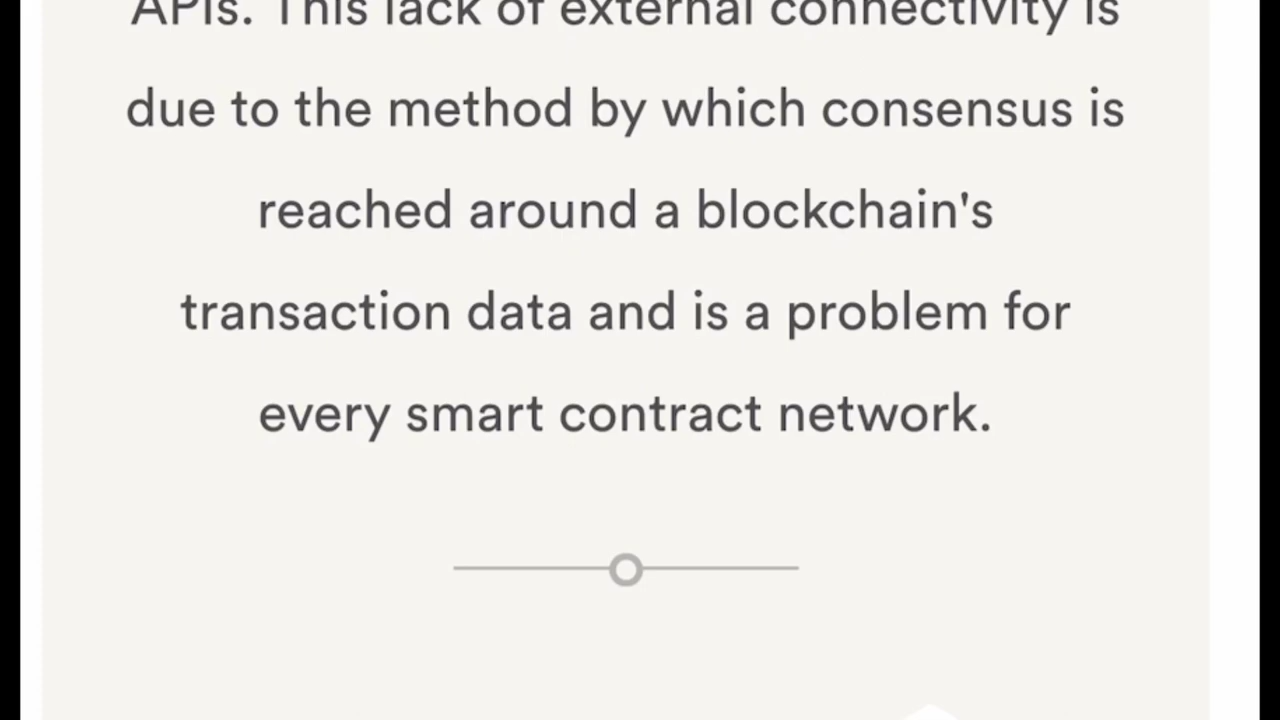 APIs. This lack of external connectivity is
due to the method by which consensus is
reached around a blockchain's
transaction data and is a problem for
every smart contract network.